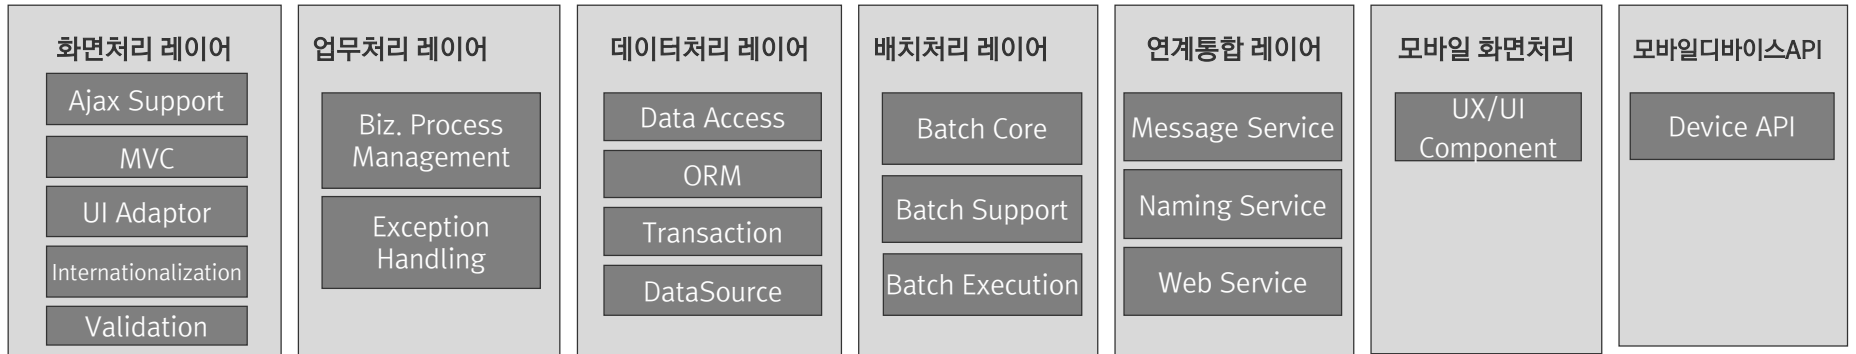 화면처리 레이어
Ajax Support
MVC
UI Adaptor
Internationalization
Validation
업무처리 레이어
Biz. Process
Management
Exception
Handling
데이터처리 레이어
Data Access
ORM
Transaction
DataSource
배치처리 레이어
Batch Core
Batch Support
Batch Execution
연계통합 레이어
Message Service
Naming Service
Web Service
모바일 화면처리
UX/UI
Component
모바일디바이스API
Device API